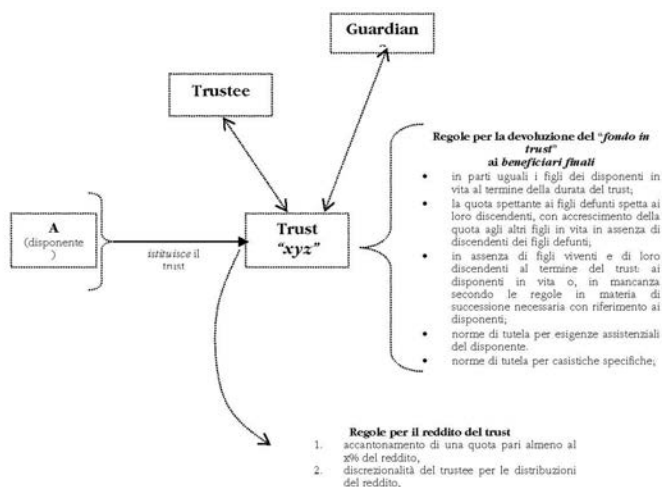 Guardian
Trustee
Regole per la devoluzione del "fondo in
trust"
ai beneficiari finali
• in parti uguali i figli dei disponenti in
vita al termine della durata del trust;
• la quota spettante ai figli defunti spetta ai
loro discendenti, con accrescimento della
quota agli altri figli in vita in assenza di
discendenti dei figli defunti;
• in assenza di figli viventi e di loro
discendenti al termine del trust: ai
disponenti in vita o, in mancanza
secondo le regole in materia di
successione necessaria con riferimento ai
disponenti;
• norme di tutela per esigenze assistenziali
del disponente.
• norme di tutela per casistiche specifiche;
A
(disponente
)
istituisce il
trust
Trust
"xyz"
Regole per il reddito del trust
1. accantonamento di una quota pari almeno al
x% del reddito,
2. discrezionalità del trustee per le distribuzioni
del reddito,